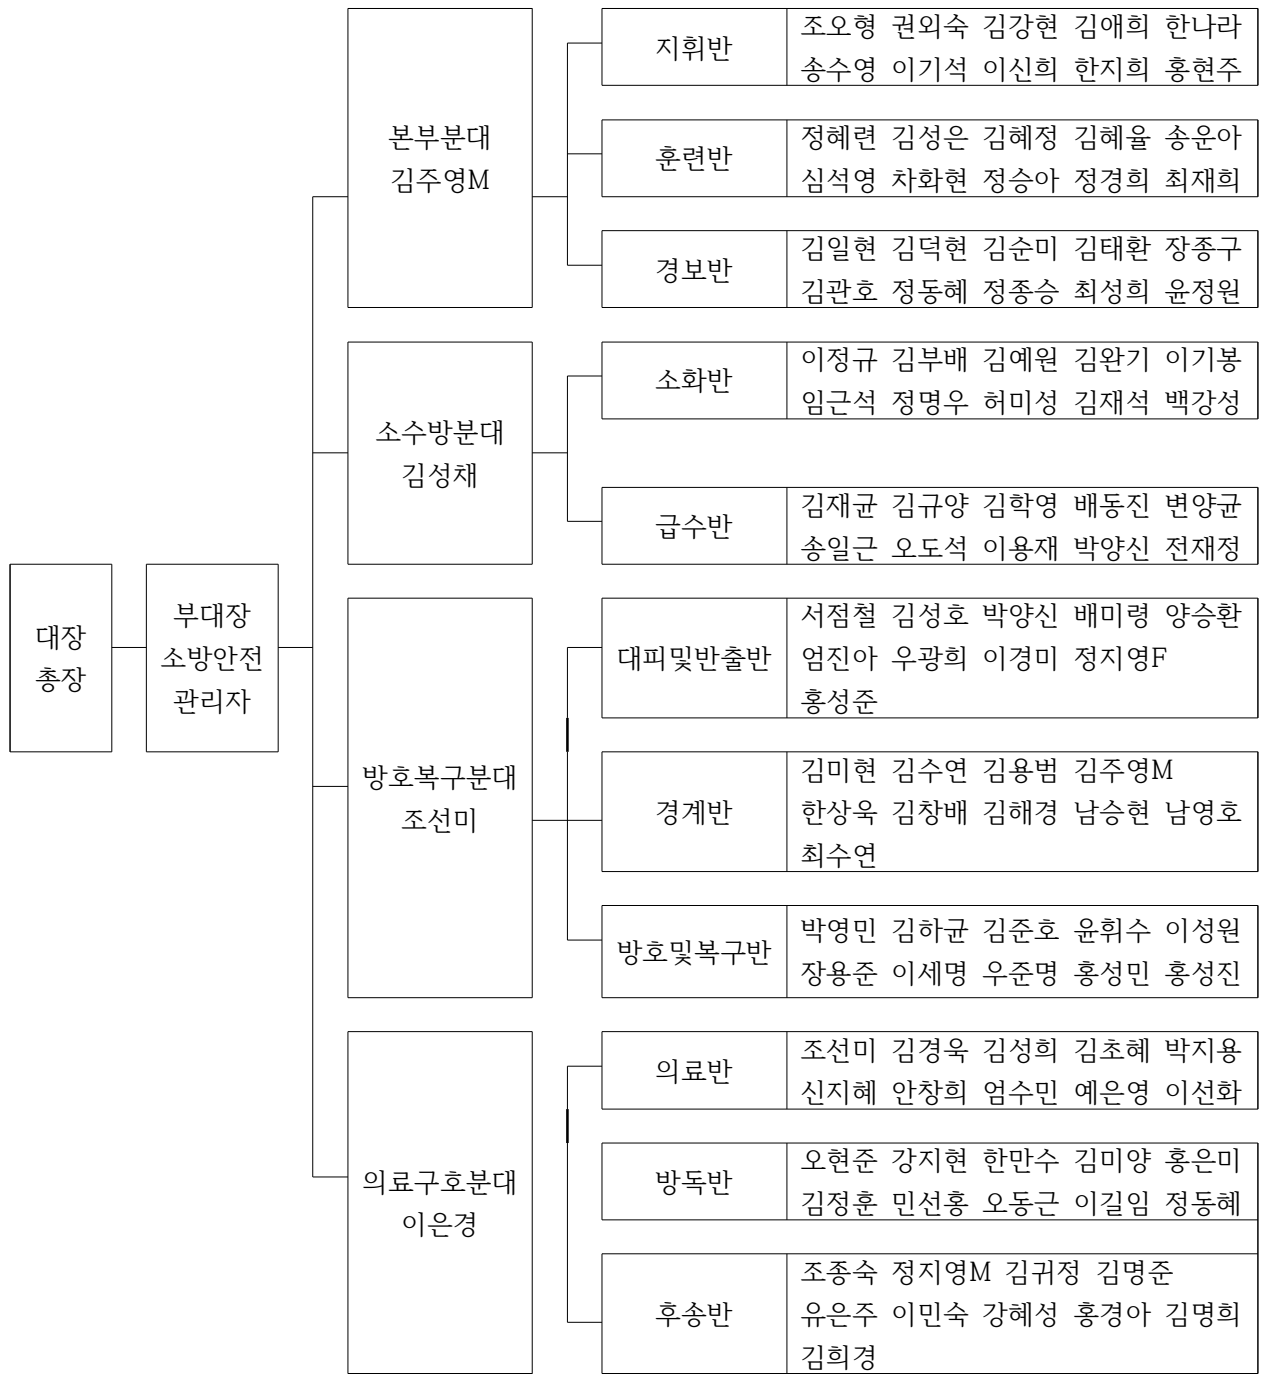 대장
총장
부대장
소방안전
관리자
본부분대
김주영M
지휘반
조오형 권외숙 김강현 김애희 한나라
송수영 이기석 이신희 한지희 홍현주
훈련반
정혜련 김성은 김혜정 김혜율 송운아
심석영 차화현 정승아 정경희 최재희
경보반
김일현 김덕현 김순미 김태환 장종구
김관호 정동혜 정종승 최성희 윤정원
소수방분대
김성채
소화반
이정규 김부배 김예원 김완기 이기봉
임근석 정명우 허미성 김재석 백강성
급수반
김재균 김규양 김학영 배동진 변양균
송일근 오도석 이용재 박양신 전재정
방호복구분대
조선미
대피및반출반
서점철 김성호 박양신 배미령 양승환
엄진아 우광희 이경미 정지영F
홍성준
경계반
김미현 김수연 김용범 김주영M
한상욱 김창배 김해경 남승현 남영호
최수연
방호및복구반
박영민 김하균 김준호 윤휘수 이성원
장용준 이세명 우준명 홍성민 홍성진
의료구호분대
이은경
의료반
조선미 김경욱 김성희 김초혜 박지용
신지혜 안창희 엄수민 예은영 이선화
방독반
오현준 강지현 한만수 김미양 홍은미
김정훈 민선홍 오동근 이길임 정동혜
후송반
조종숙 정지영M 김귀정 김명준
유은주 이민숙 강혜성 홍경아 김명희
김희경